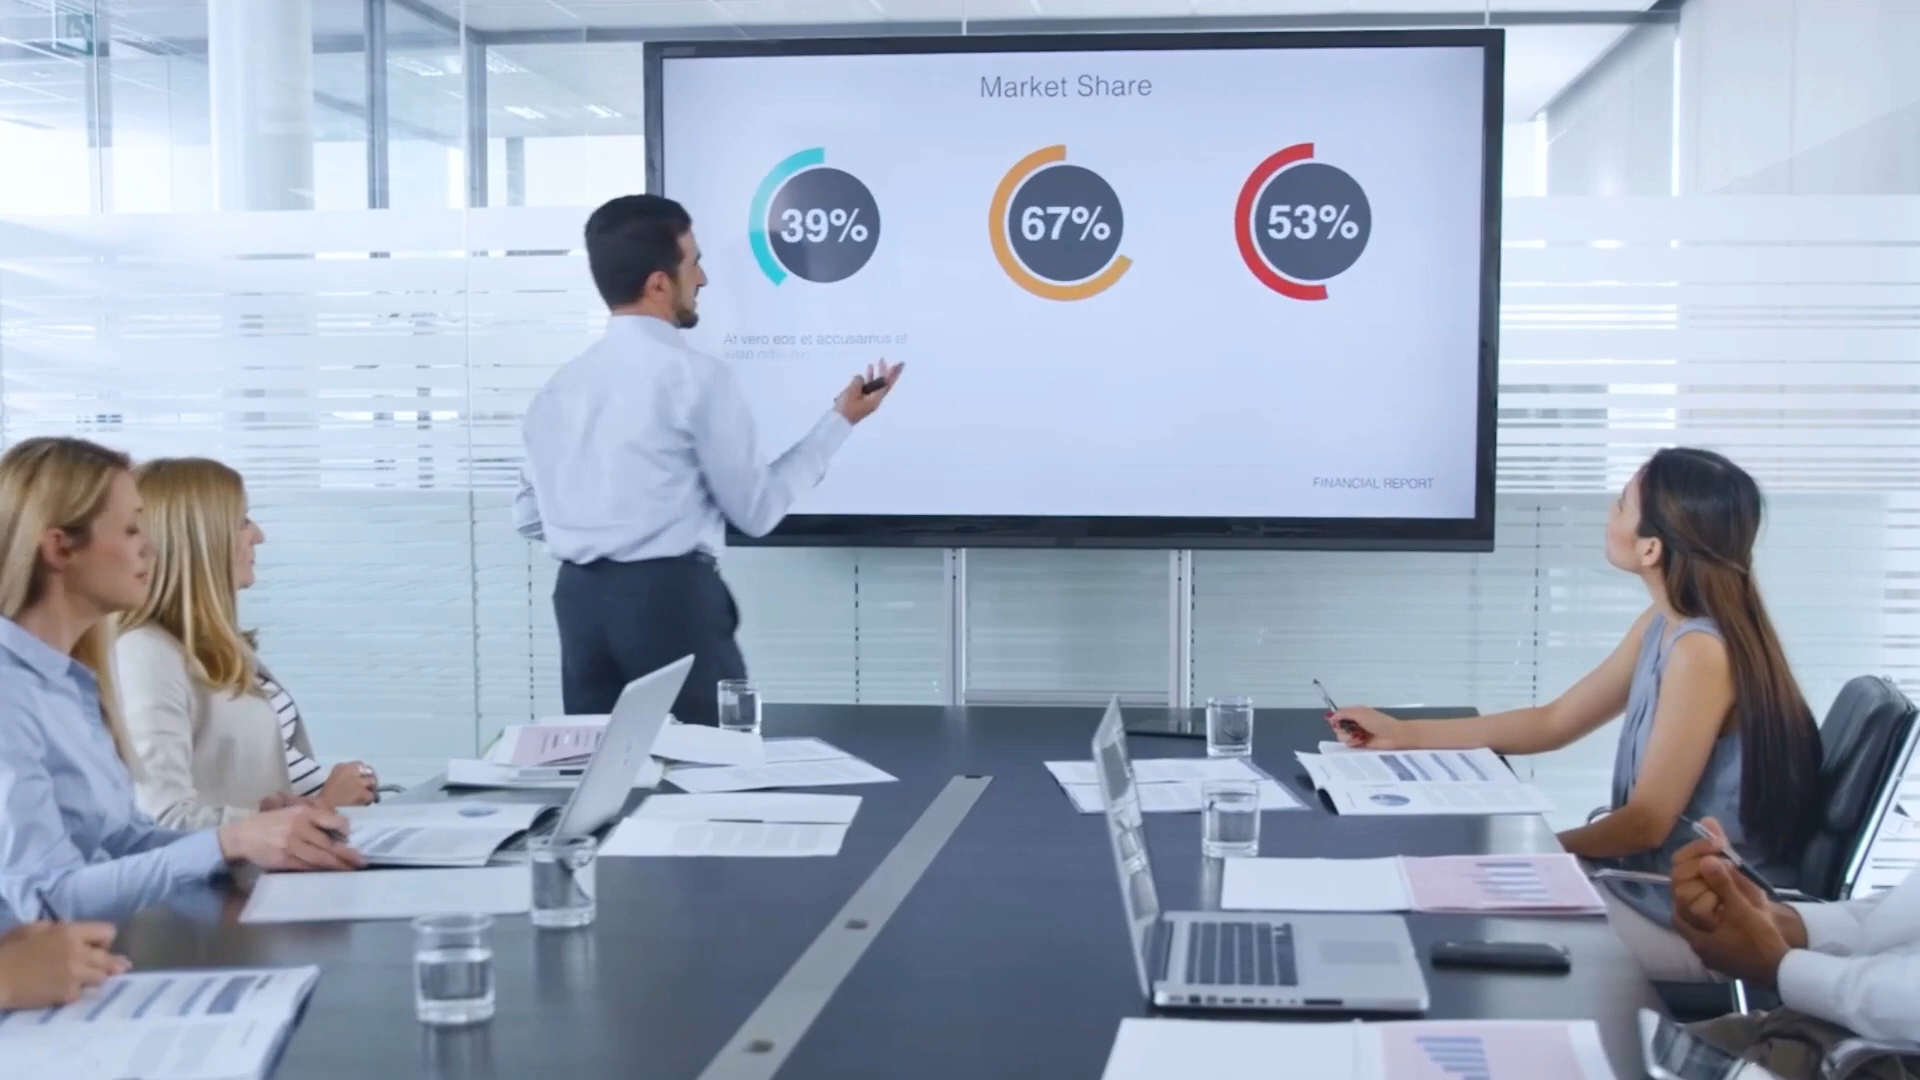 Market Share
39%
67%
53%
At vero eos et accusamus et
FINANCIAL REPORT